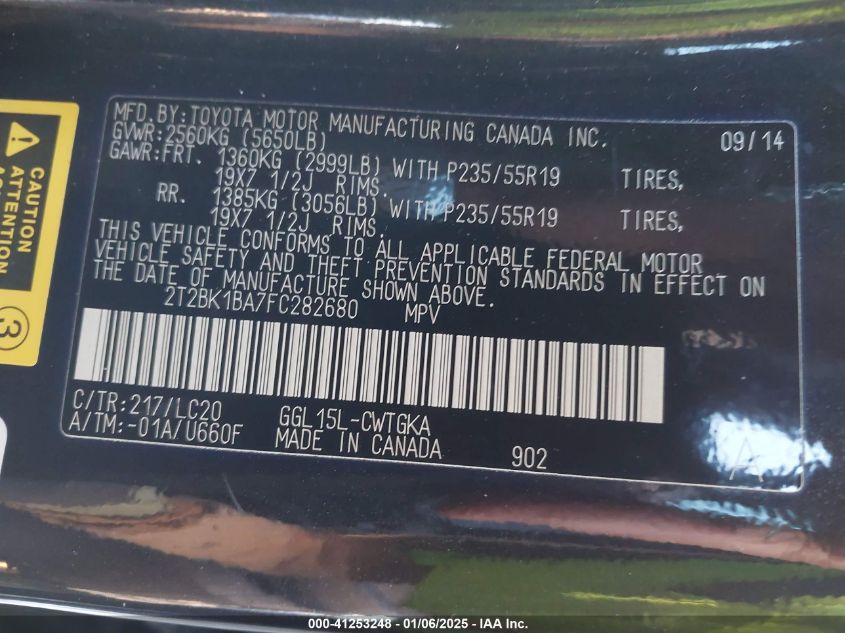 MFD.BY:TOYOTA MOTOR MANUFACTURING CANADA INC. 09/14
GVWR:2560KG (5650LB)
GAWR:FRT. 1360KG (2999LB) WITH P235/55R19 TIRES,
19X7 1/2J RIMS,
RR. 1385KG (3056LB) WITH P235/55R19 TIRES,
19X7 1/2J RIMS.
THIS VEHICLE CONFORMS TO ALL APPLICABLE FEDERAL MOTOR
VEHICLE SAFETY AND THEFT PREVENTION STANDARDS IN EFFECT ON
THE DATE OF MANUFACTURE SHOWN ABOVE.
2T2BK1BA7FC282680 MPV
C/TR:217/LC20 GGL15L-CWTGKA
A/TM:-01A/U660F MADE IN CANADA 902
A
CAUTION
ATTENTION
3
000-41253248 - 01/06/2025 - IAA Inc.